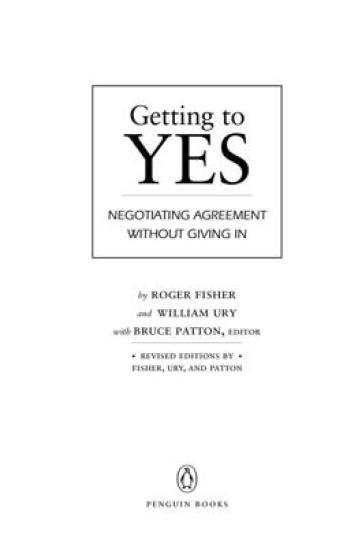 Getting to
YES
NEGOTIATING AGREEMENT
WITHOUT GIVING IN
by ROGER FISHER
and WILLIAM URY
with BRUCE PATTON, EDITOR
• REVISED EDITIONS BY •
FISHER, URY, AND PATTON
PENGUIN BOOKS